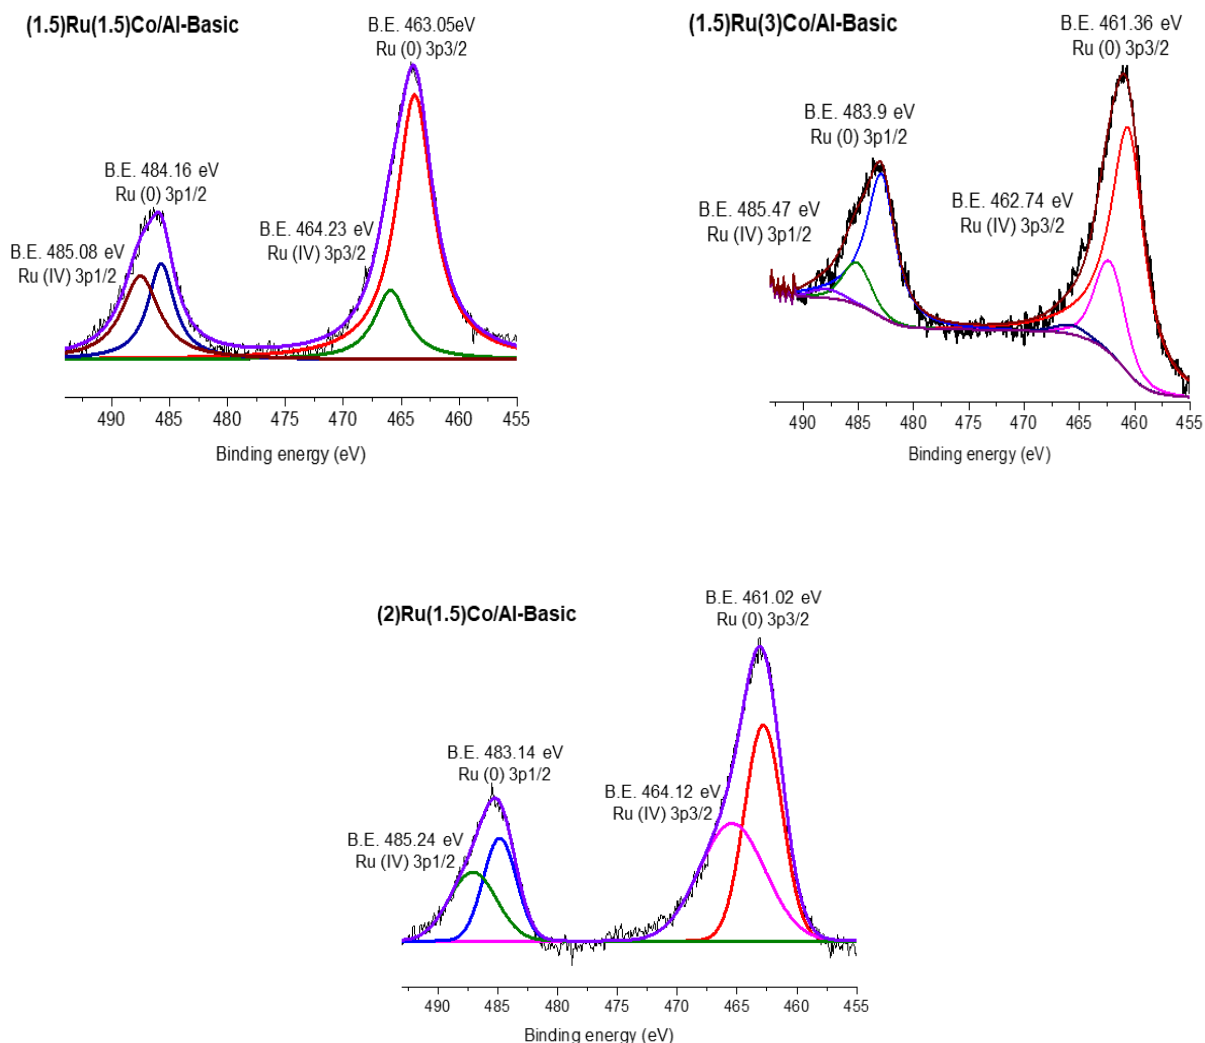 (1.5)Ru(1.5)Co/Al-Basic
B.E. 463.05eV
Ru (0) 3p3/2
B.E. 484.16 eV
Ru (0) 3p1/2
B.E. 485.08 eV
Ru (IV) 3p1/2
B.E. 464.23 eV
Ru (IV) 3p3/2
490 485 480 475 470 465 460 455
Binding energy (eV)
(1.5)Ru(3)Co/Al-Basic
B.E. 461.36 eV
Ru (0) 3p3/2
B.E. 483.9 eV
Ru (0) 3p1/2
B.E. 485.47 eV
Ru (IV) 3p1/2
B.E. 462.74 eV
Ru (IV) 3p3/2
490 485 480 475 470 465 460 455
Binding energy (eV)
(2)Ru(1.5)Co/Al-Basic
B.E. 461.02 eV
Ru (0) 3p3/2
B.E. 483.14 eV
Ru (0) 3p1/2
B.E. 485.24 eV
Ru (IV) 3p1/2
B.E. 464.12 eV
Ru (IV) 3p3/2
490 485 480 475 470 465 460 455
Binding energy (eV)